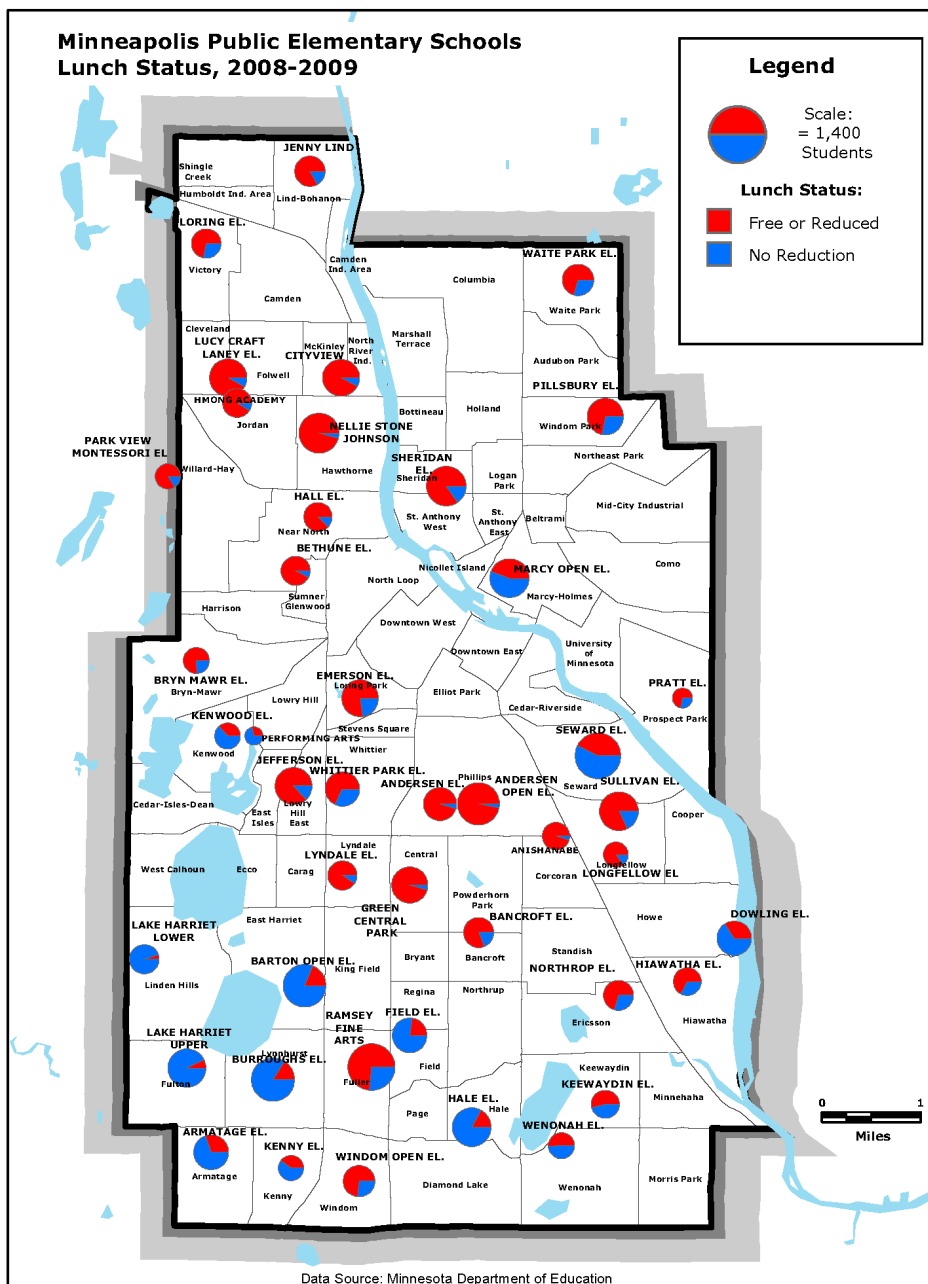 Minneapolis Public Elementary Schools
Lunch Status, 2008-2009
Legend
Scale:
= 1,400
Students
Lunch Status:
Free or Reduced
No Reduction
JENNY LIND
Shingle
Creek
Humboldt Ind. Area
Lind-Bohanon
LORING EL.
Victory
Camden
Ind. Area
Columbia
WAITE PARK EL.
Waite Park
Camden
Cleveland
LUCY CRAFT
LANEY EL.
Folwell
McKinley
CITYVIEW
North
River
Ind.
Marshall
Terrace
Audubon Park
HMONG ACADEMY
Jordan
NELLIE STONE
JOHNSON
Bottineau
Holland
PILLSBURY EL.
Windom Park
PARK VIEW
MONTESSORI EL
Willard-Hay
Hawthorne
SHERIDAN
EL.
Sheridan
Logan
Park
Northeast Park
Mid-City Industrial
HALL EL.
Near North
St. Anthony
West
St.
Anthony
East
Beltrami
BETHUNE EL.
Sumner
Glenwood
North Loop
Nicollet Island
MARCY OPEN EL.
Marcy-Holmes
Como
Harrison
Downtown West
Downtown East
University
of
Minnesota
BRYN MAWR EL.
Bryn-Mawr
Lowry Hill
EMERSON EL.
Loring Park
Elliot Park
Cedar-Riverside
PRATT EL.
Prospect Park
KENWOOD EL.
Kenwood
PERFORMING ARTS
Stevens Square
Whittier
SEWARD EL.
Seward
JEFFERSON EL.
Lowry
Hill
East
WHITTIER PARK EL.
ANDERSEN EL.
Phillips
ANDERSEN
OPEN EL.
SULLIVAN EL.
Cedar-Isles-Dean
East
Isles
Cooper
ANISHANABE
Longfellow
LONGFELLOW EL
West Calhoun
Ecco
Lyndale
LYNDALE EL.
Carag
Central
Corcoran
GREEN
CENTRAL
PARK
Powderhorn
Park
East Harriet
BANCROFT EL.
Bancroft
Howe
DOWLING EL.
LAKE HARRIET
LOWER
Linden Hills
BARTON OPEN EL.
King Field
Bryant
Standish
NORTHROP EL.
HIAWATHA EL.
Hiawatha
Regina
Northrup
Ericsson
LAKE HARRIET
UPPER
Fulton
Lynnhurst
BURROUGHS EL.
RAMSEY
FINE
ARTS
Fuller
FIELD EL.
Field
Keewaydin
KEEWAYDIN EL.
Minnehaha
Page
HALE EL.
Hale
WENONAH EL.
Wenonah
ARMATAGE EL.
Armatage
KENNY EL.
Kenny
WINDOM OPEN EL.
Windom
Diamond Lake
Morris Park
0 1
Miles
Data Source: Minnesota Department of Education